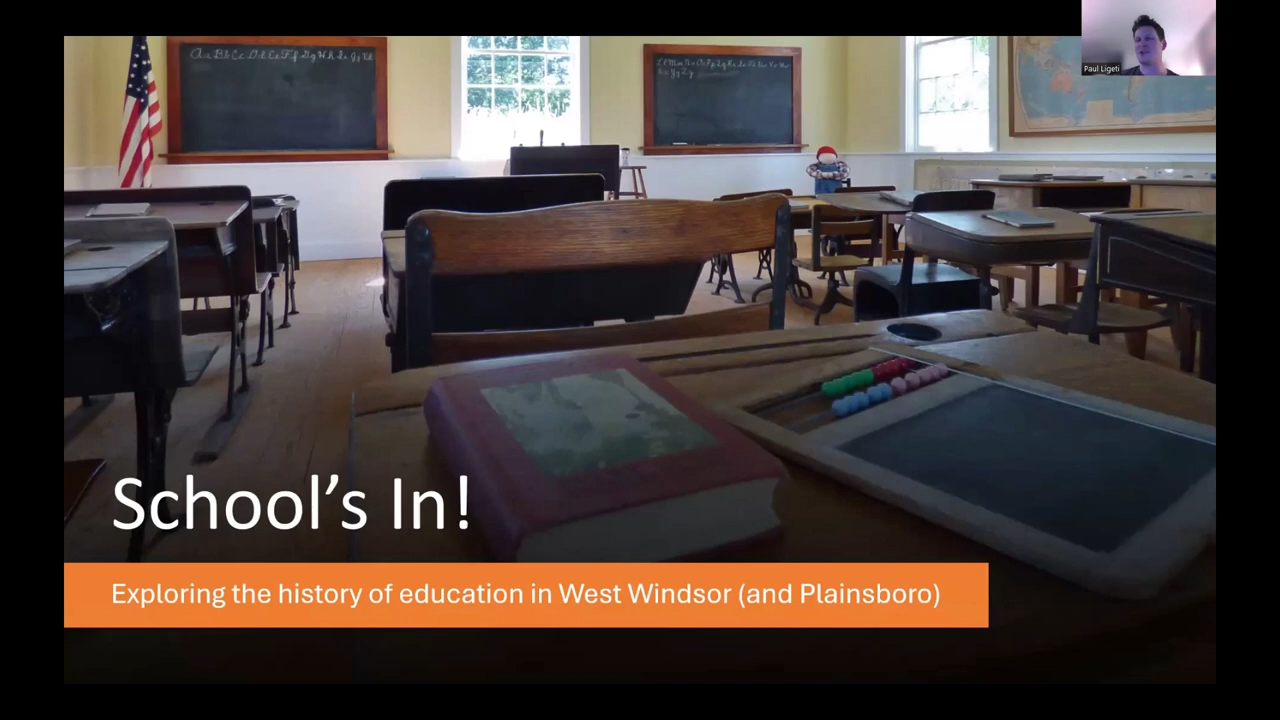 Paul Ligeti
School's In!
Exploring the history of education in West Windsor (and Plainsboro)